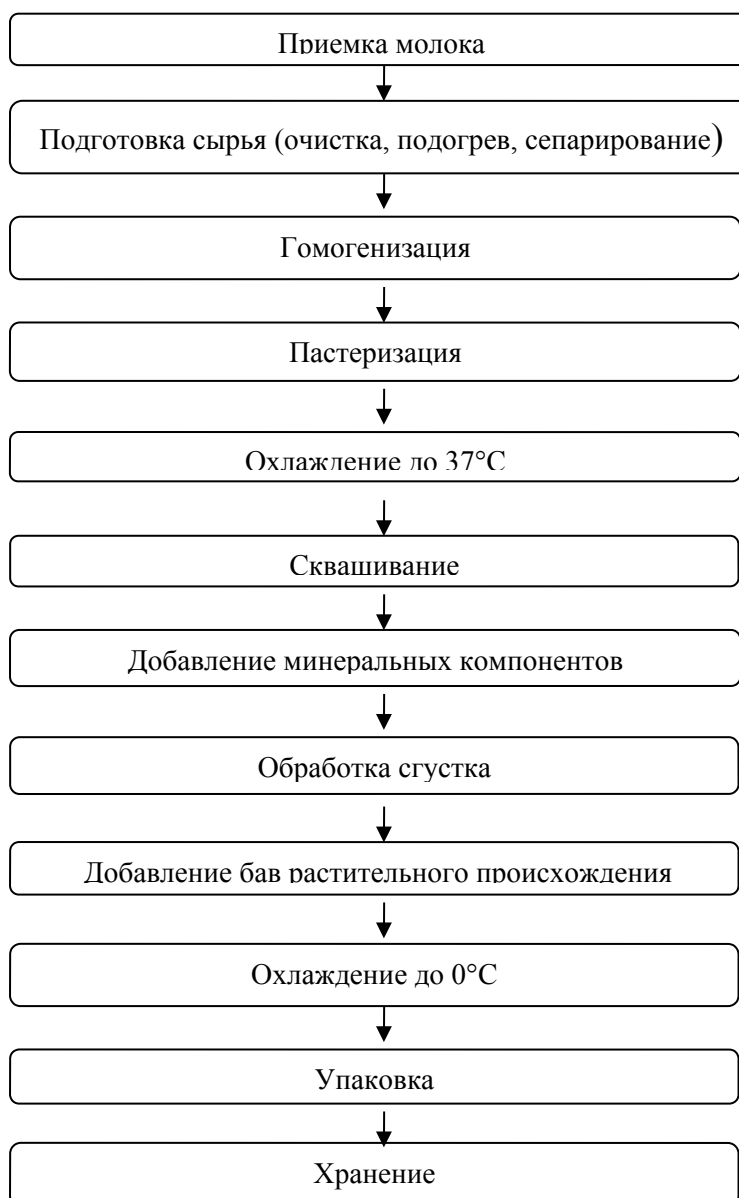 Приемка молока
Подготовка сырья (очистка, подогрев, сепарирование)
Гомогенизация
Пастеризация
Охлаждение до 37°С
Сквашивание
Добавление минеральных компонентов
Обработка сгустка
Добавление бав растительного происхождения
Охлаждение до 0°С
Упаковка
Хранение